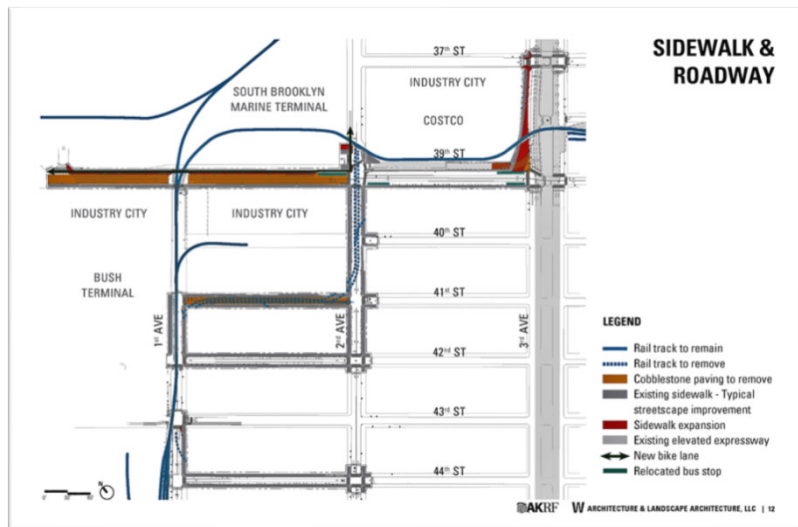 SIDEWALK &
ROADWAY
37th ST
INDUSTRY CITY
SOUTH BROOKLYN
MARINE TERMINAL
COSTCO
39th ST
INDUSTRY CITY
INDUSTRY CITY
40th ST
BUSH
TERMINAL
41st ST
1st AVE
2nd AVE
3rd AVE
42nd ST
43rd ST
44th ST
LEGEND
Rail track to remain
Rail track to remove
Cobblestone paving to remove
Existing sidewalk - Typical
streetscape improvement
Sidewalk expansion
Existing elevated expressway
New bike lane
Relocated bus stop
N
AKRF W ARCHITECTURE & LANDSCAPE ARCHITECTURE, LLC | 12